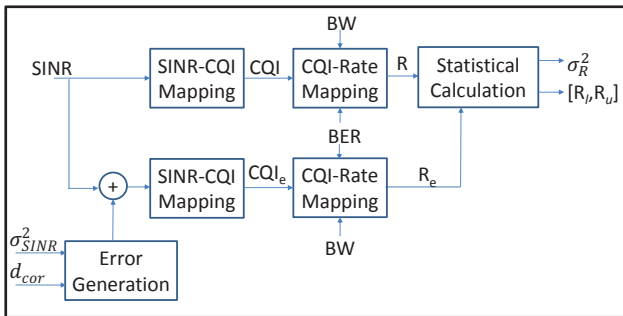 BW
SINR
SINR-CQI
Mapping
CQI
CQI-Rate
Mapping
R
Statistical
Calculation
σ_R^2
[R_l,R_u]
BER
+
SINR-CQI
Mapping
CQI_e
CQI-Rate
Mapping
R_e
BW
σ_SINR^2
d_cor
Error
Generation